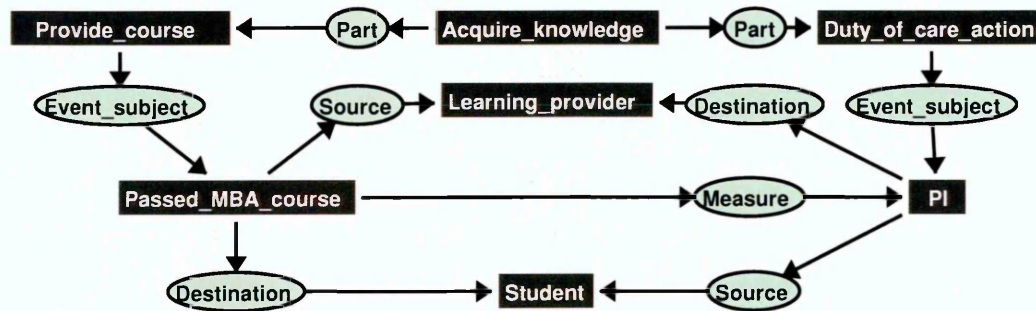 Provide_course Part Acquire_knowledge Part Duty_of_care_action
Event_subject Source Learning_provider Destination Event_subject
Passed_MBA_course Measure PI
Destination Student Source